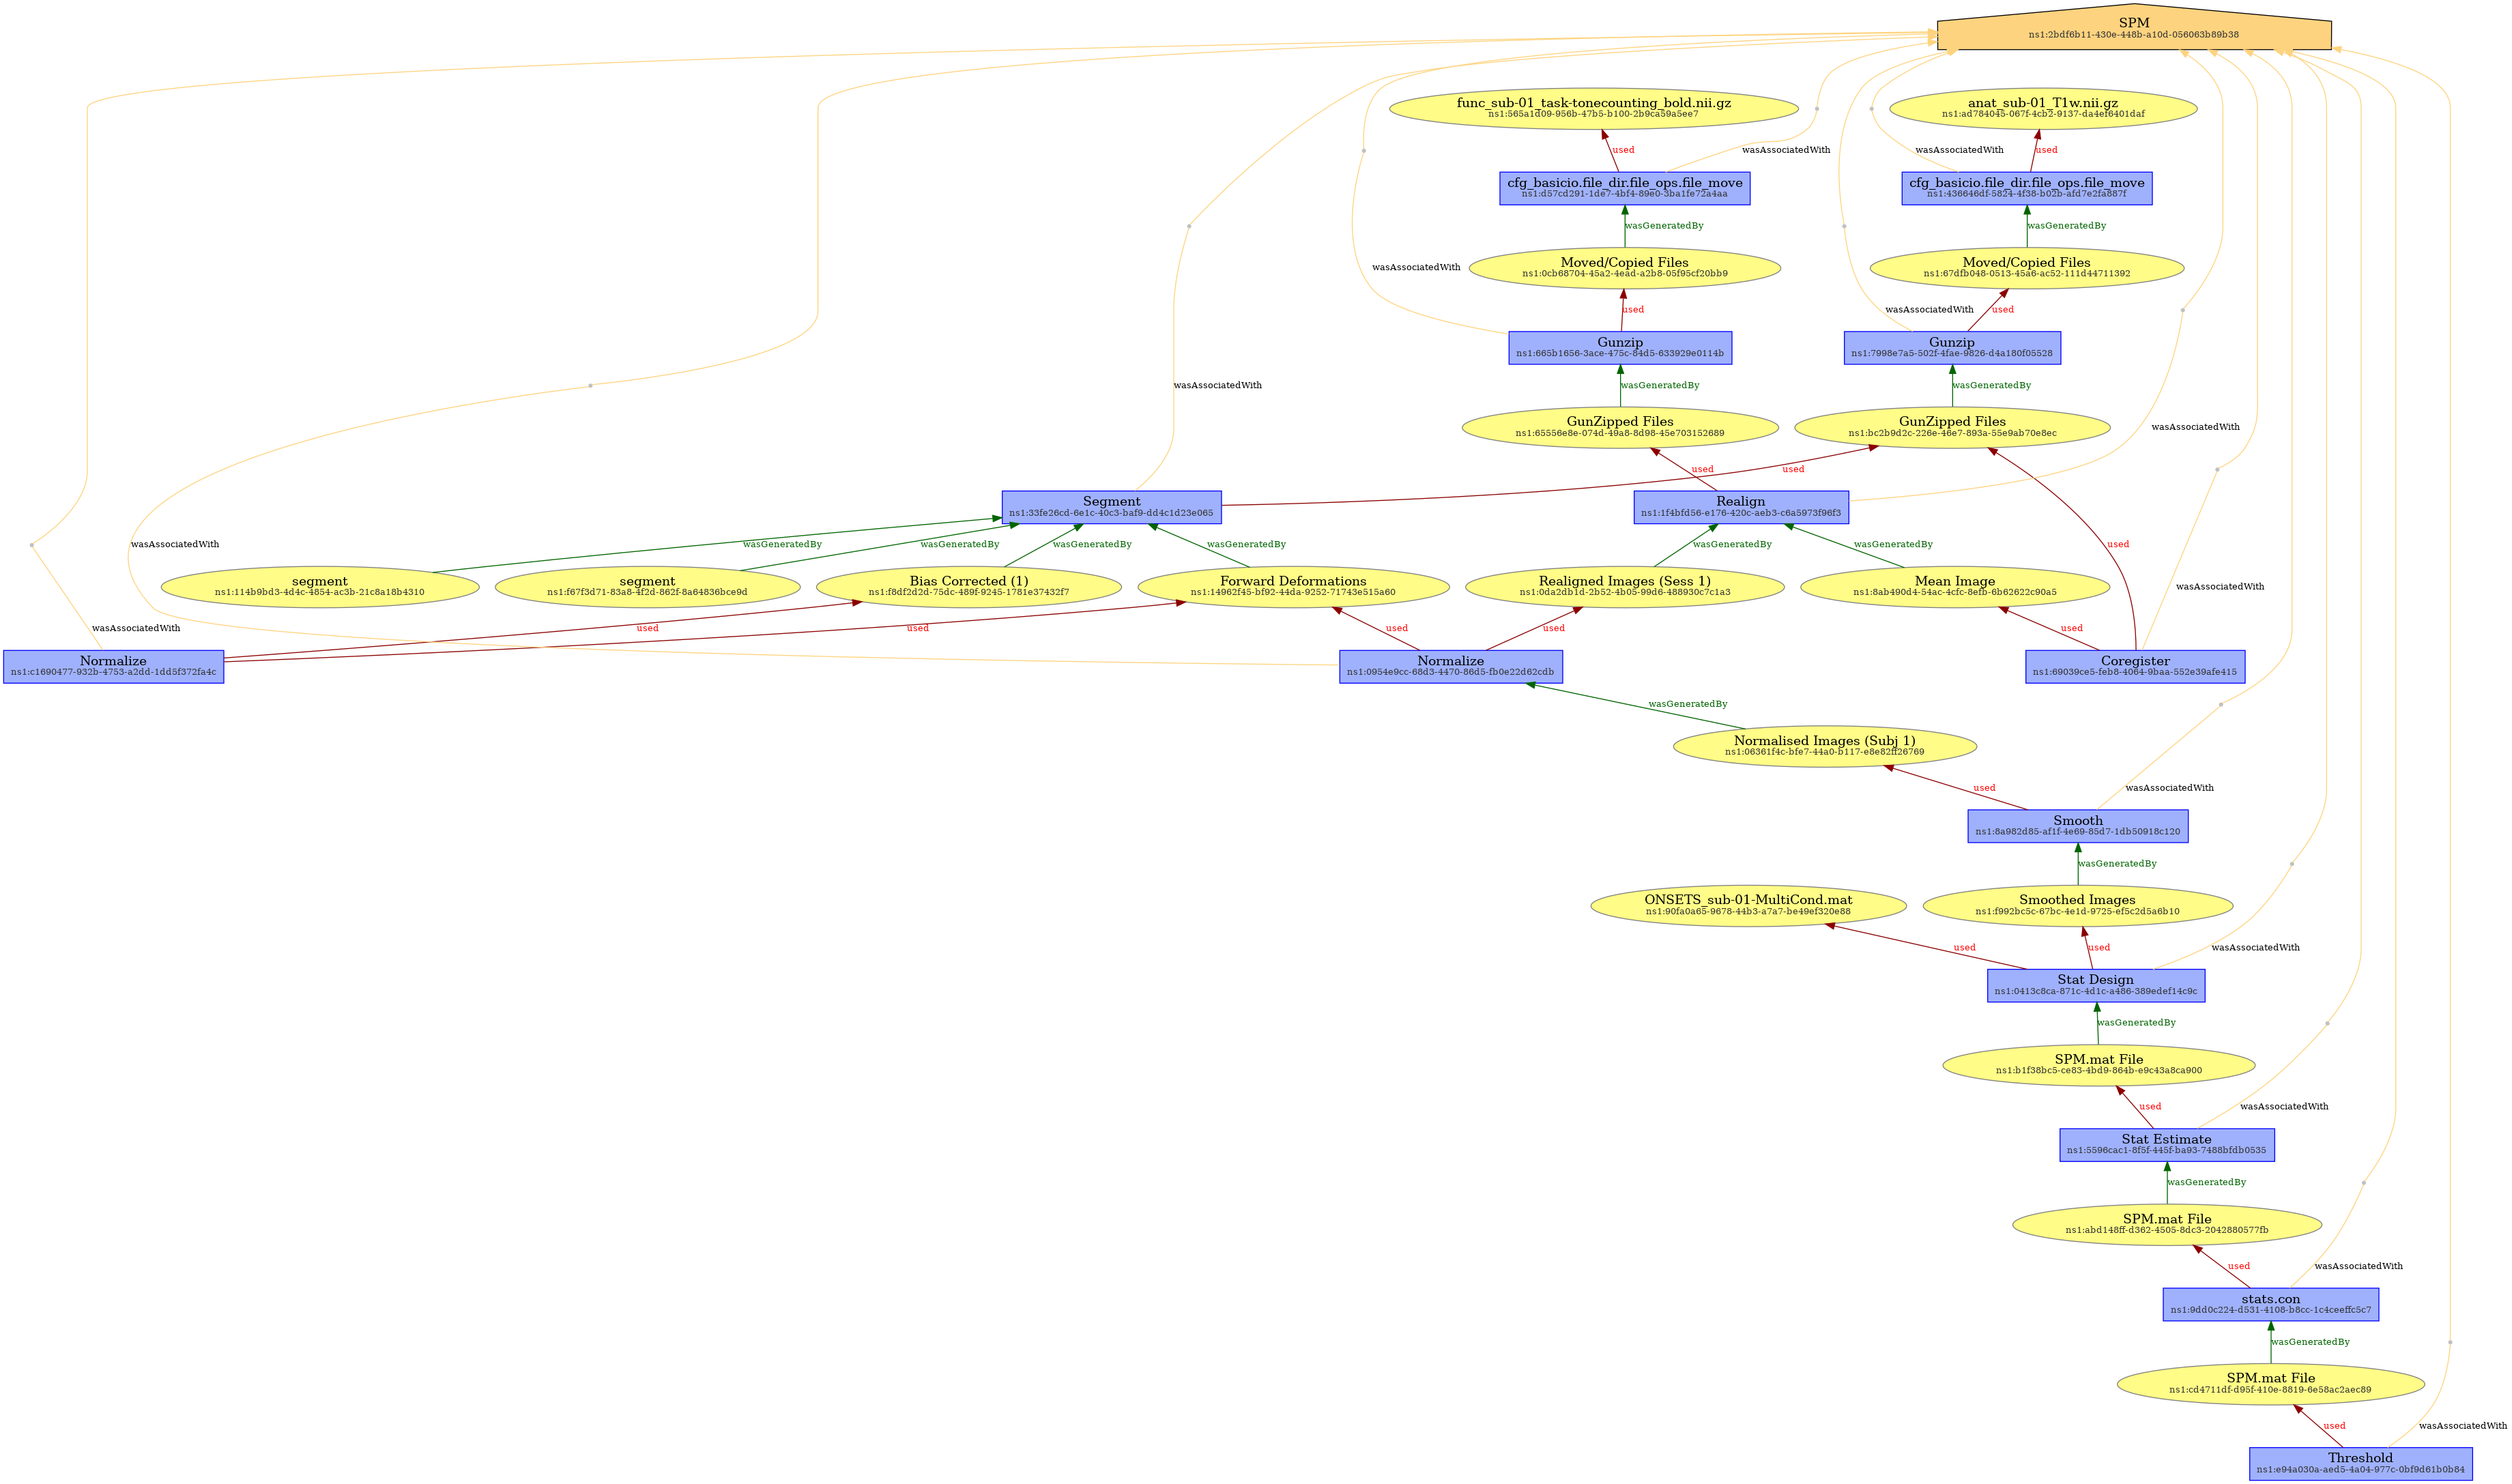 SPM
ns1:2bdf6b11-430e-448b-a10d-056063b89b38
func_sub-01_task-tonecounting_bold.nii.gz
ns1:565a1d09-956b-47b5-b100-2b9ca59a5ee7
anat_sub-01_T1w.nii.gz
ns1:ad784045-067f-4cb2-9137-da4ef6401daf
used
wasAssociatedWith
wasAssociatedWith
used
cfg_basicio.file_dir.file_ops.file_move
ns1:d57cd291-1de7-4bf4-89e0-3ba1fe72a4aa
cfg_basicio.file_dir.file_ops.file_move
ns1:436646df-5824-4f38-b02b-afd7e2fa887f
wasGeneratedBy
wasGeneratedBy
Moved/Copied Files
ns1:0cb68704-45a2-4ead-a2b8-05f95cf20bb9
Moved/Copied Files
ns1:67dfb048-0513-45a6-ac52-111d44711392
wasAssociatedWith
used
wasAssociatedWith
used
Gunzip
ns1:665b1656-3ace-475c-84d5-633929e0114b
Gunzip
ns1:7998e7a5-502f-4fae-9826-d4a180f05528
wasAssociatedWith
wasGeneratedBy
wasGeneratedBy
GunZipped Files
ns1:65556e8e-074d-49a8-8d98-45e703152689
GunZipped Files
ns1:bc2b9d2c-226e-46e7-893a-55e9ab70e8ec
wasAssociatedWith
used
used
Segment
ns1:33fe26cd-6e1c-40c3-baf9-dd4c1d23e065
Realign
ns1:1f4bfd56-e176-420c-aeb3-c6a5973f96f3
wasAssociatedWith
wasGeneratedBy
wasGeneratedBy
wasGeneratedBy
wasGeneratedBy
wasGeneratedBy
wasGeneratedBy
used
segment
ns1:114b9bd3-4d4c-4854-ac3b-21c8a18b4310
segment
ns1:f67f3d71-83a8-4f2d-862f-8a64836bce9d
Bias Corrected (1)
ns1:f8df2d2d-75dc-489f-9245-1781e37432f7
Forward Deformations
ns1:14962f45-bf92-44da-9252-71743e515a60
Realigned Images (Sess 1)
ns1:0da2db1d-2b52-4b05-99d6-488930c7c1a3
Mean Image
ns1:8ab490d4-54ac-4cfc-8efb-6b62622c90a5
wasAssociatedWith
wasAssociatedWith
used
used
used
used
used
Normalize
ns1:c1690477-932b-4753-a2dd-1dd5f372fa4c
Normalize
ns1:0954e9cc-68d3-4470-86d5-fb0e22d62cdb
Coregister
ns1:69039ce5-feb8-4064-9baa-552e39afe415
wasGeneratedBy
Normalised Images (Subj 1)
ns1:06361f4c-bfe7-44a0-b117-e8e82ff26769
used
wasAssociatedWith
Smooth
ns1:8a982d85-af1f-4e69-85d7-1db50918c120
wasGeneratedBy
ONSETS_sub-01-MultiCond.mat
ns1:90fa0a65-9678-44b3-a7a7-be49ef320e88
Smoothed Images
ns1:f992bc5c-67bc-4e1d-9725-ef5c2d5a6b10
used
used
wasAssociatedWith
Stat Design
ns1:0413c8ca-871c-4d1c-a486-389edef14c9c
wasGeneratedBy
SPM.mat File
ns1:b1f38bc5-ce83-4bd9-864b-e9c43a8ca900
used
wasAssociatedWith
Stat Estimate
ns1:5596cac1-8f5f-445f-ba93-7488bfdb0535
wasGeneratedBy
SPM.mat File
ns1:abd148ff-d362-4505-8dc3-2042880577fb
used
wasAssociatedWith
stats.con
ns1:9dd0c224-d531-4108-b8cc-1c4ceeffc5c7
wasGeneratedBy
SPM.mat File
ns1:cd4711df-d95f-410e-8819-6e58ac2aec89
used
wasAssociatedWith
Threshold
ns1:e94a030a-aed5-4a04-977c-0bf9d61b0b84